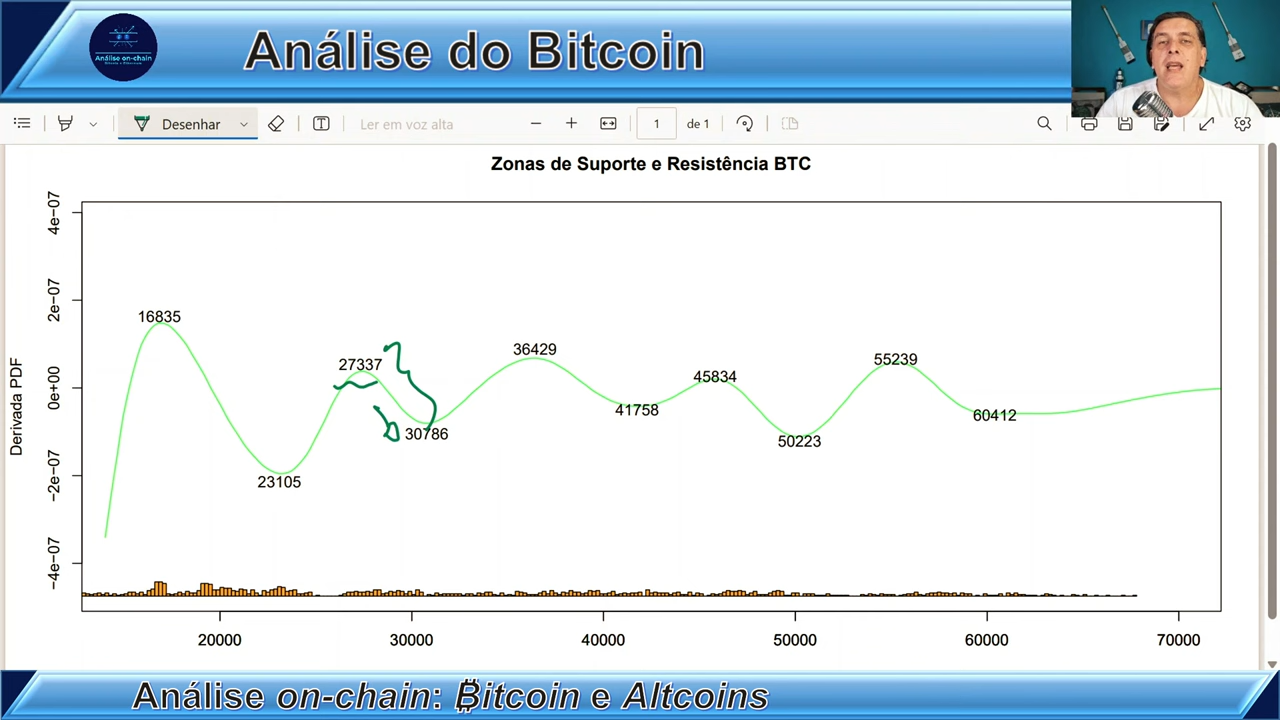 Análise do Bitcoin
Análise on-chain
Desenhar
Ler em voz alta
1
de 1
Zonas de Suporte e Resistência BTC
Derivada PDF
4e-07
2e-07
0e+00
-2e-07
-4e-07
16835
23105
27337
30786
36429
41758
45834
50223
55239
60412
20000
30000
40000
50000
60000
70000
Análise on-chain: ₿itcoin e Altcoins